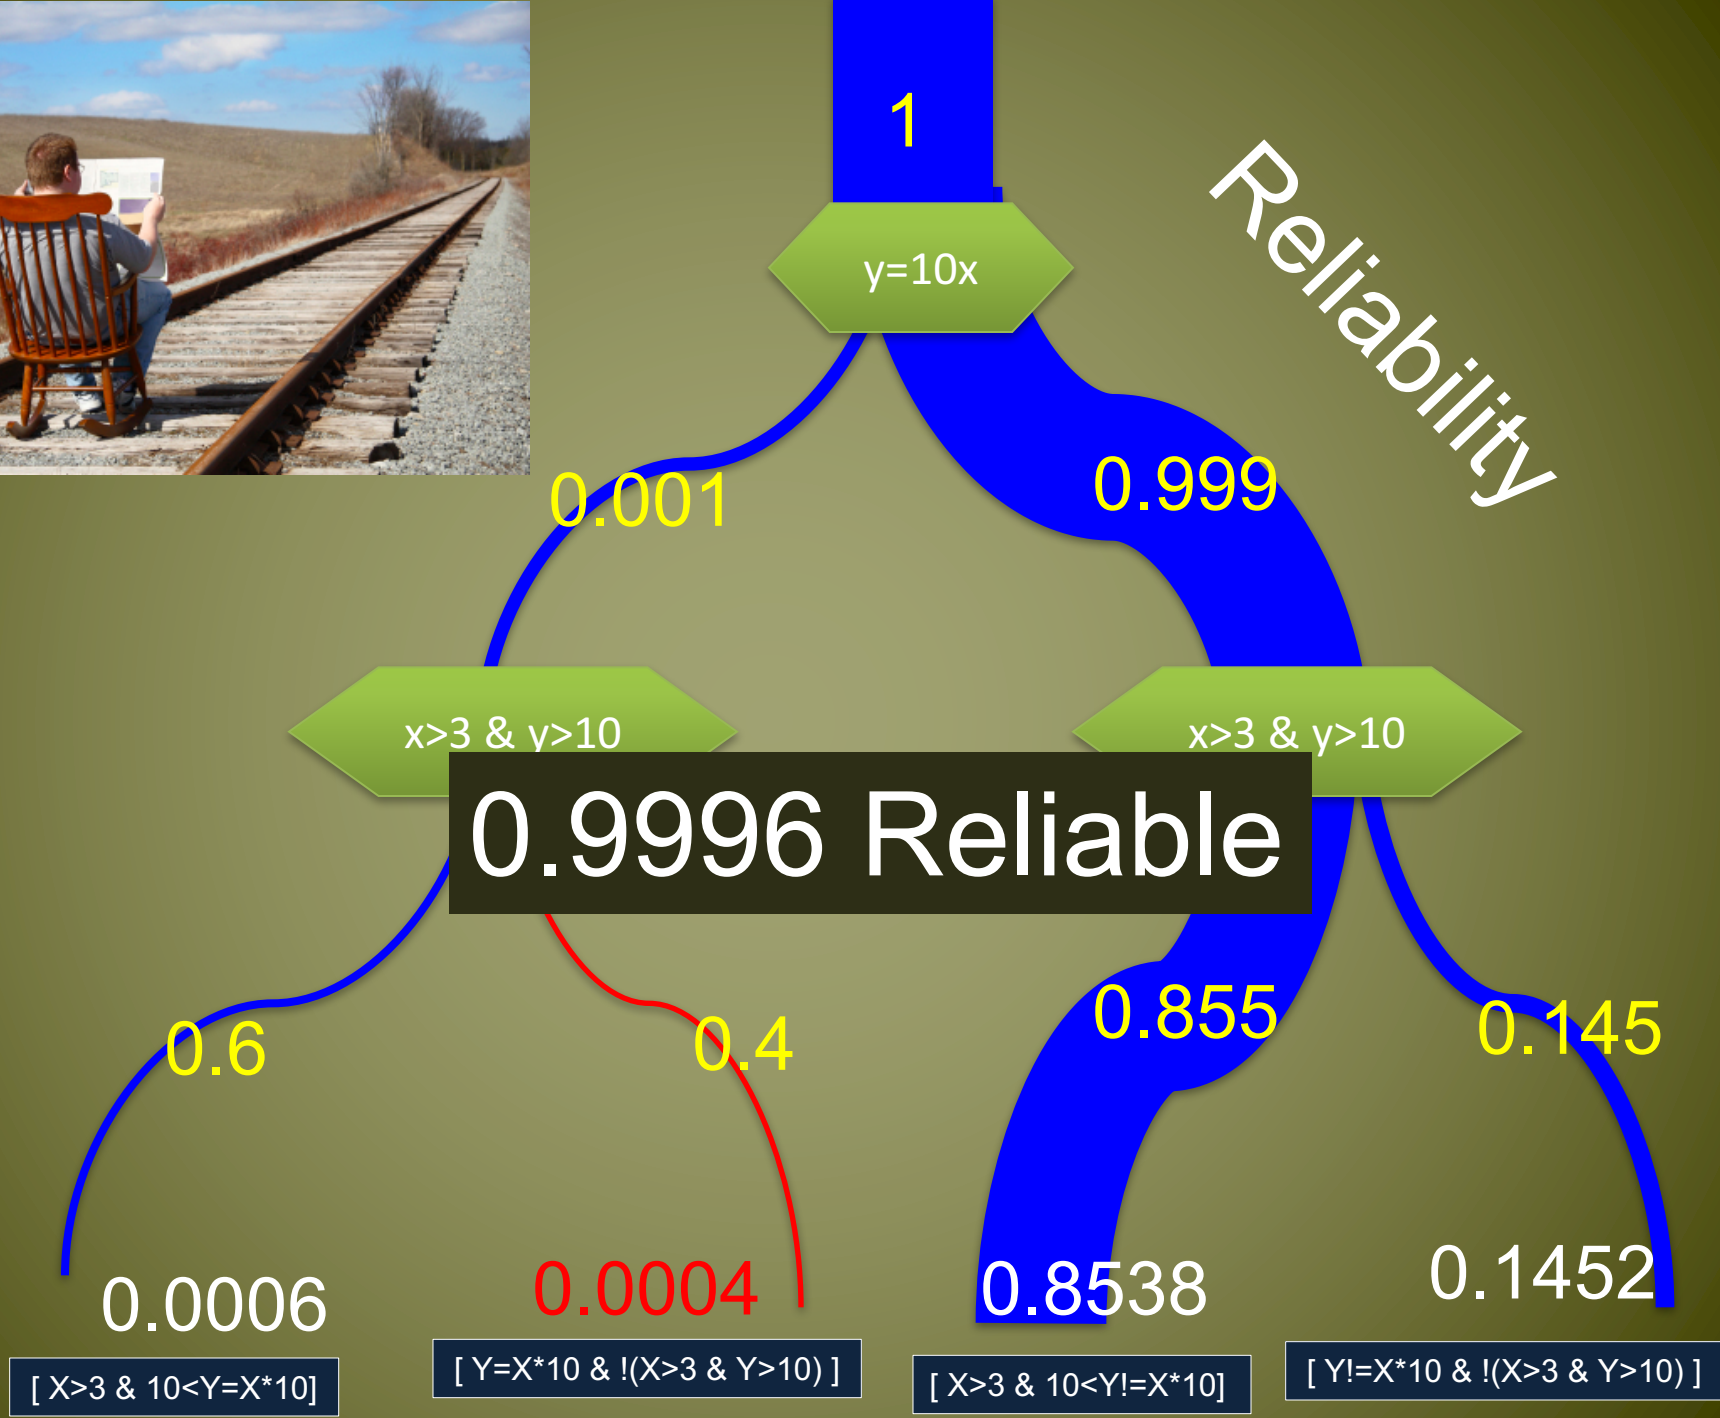 1
Reliability
y=10x
0.001
0.999
x>3 & y>10
x>3 & y>10
0.9996 Reliable
0.6
0.4
0.855
0.145
0.0006
0.0004
0.8538
0.1452
[ X>3 & 10<Y=X*10]
[ Y=X*10 & !(X>3 & Y>10) ]
[ X>3 & 10<Y!=X*10]
[ Y!=X*10 & !(X>3 & Y>10) ]